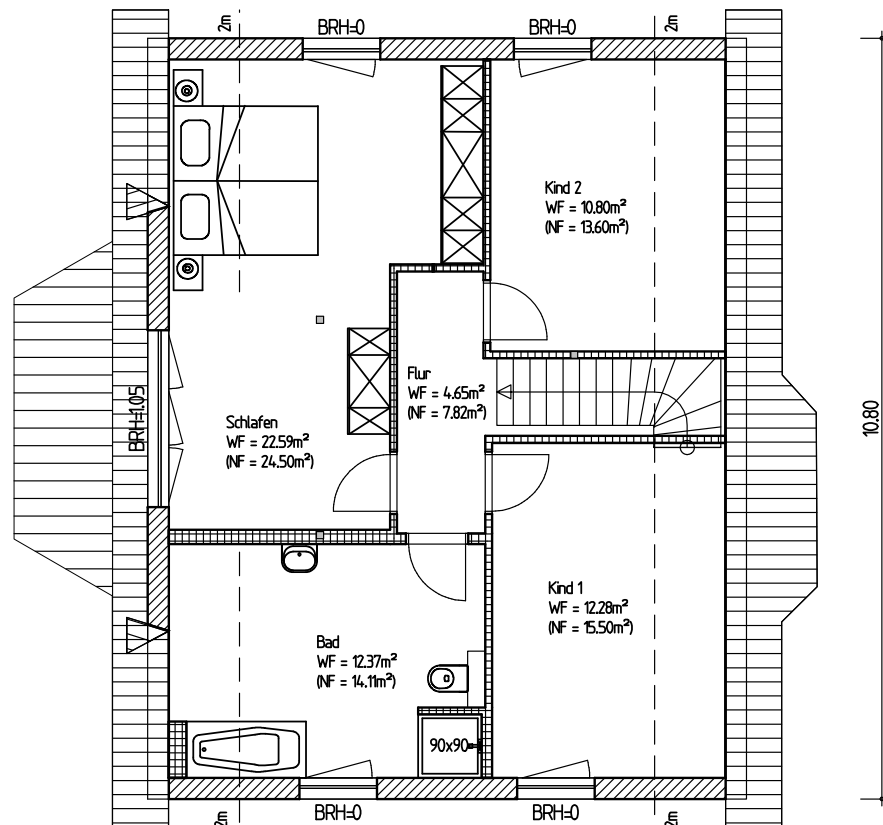 2m
BRH=0
BRH=0
2m
Kind 2
WF = 10.80m²
(NF = 13.60m²)
10.80
Flur
WF = 4.65m²
(NF = 7.82m²)
BRH=1.05
Schlafen
WF = 22.59m²
(NF = 24.50m²)
Kind 1
WF = 12.28m²
(NF = 15.50m²)
Bad
WF = 12.37m²
(NF = 14.11m²)
90x90
2m
BRH=0
BRH=0
2m